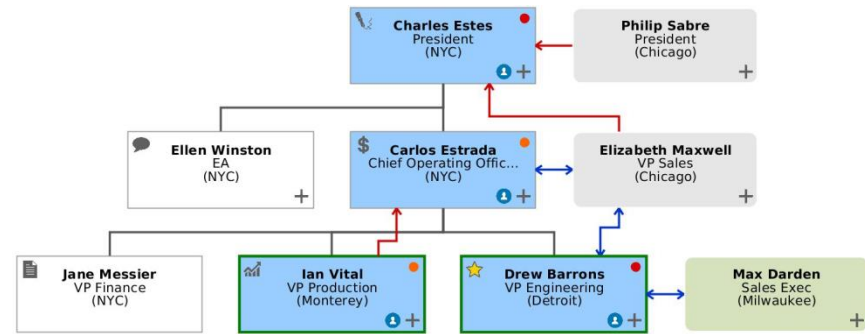 Charles Estes
President
(NYC)
Philip Sabre
President
(Chicago)
Ellen Winston
EA
(NYC)
$
Carlos Estrada
Chief Operating Offic...
(NYC)
Elizabeth Maxwell
VP Sales
(Chicago)
Jane Messier
VP Finance
(NYC)
Ian Vital
VP Production
(Monterey)
Drew Barrons
VP Engineering
(Detroit)
Max Darden
Sales Exec
(Milwaukee)